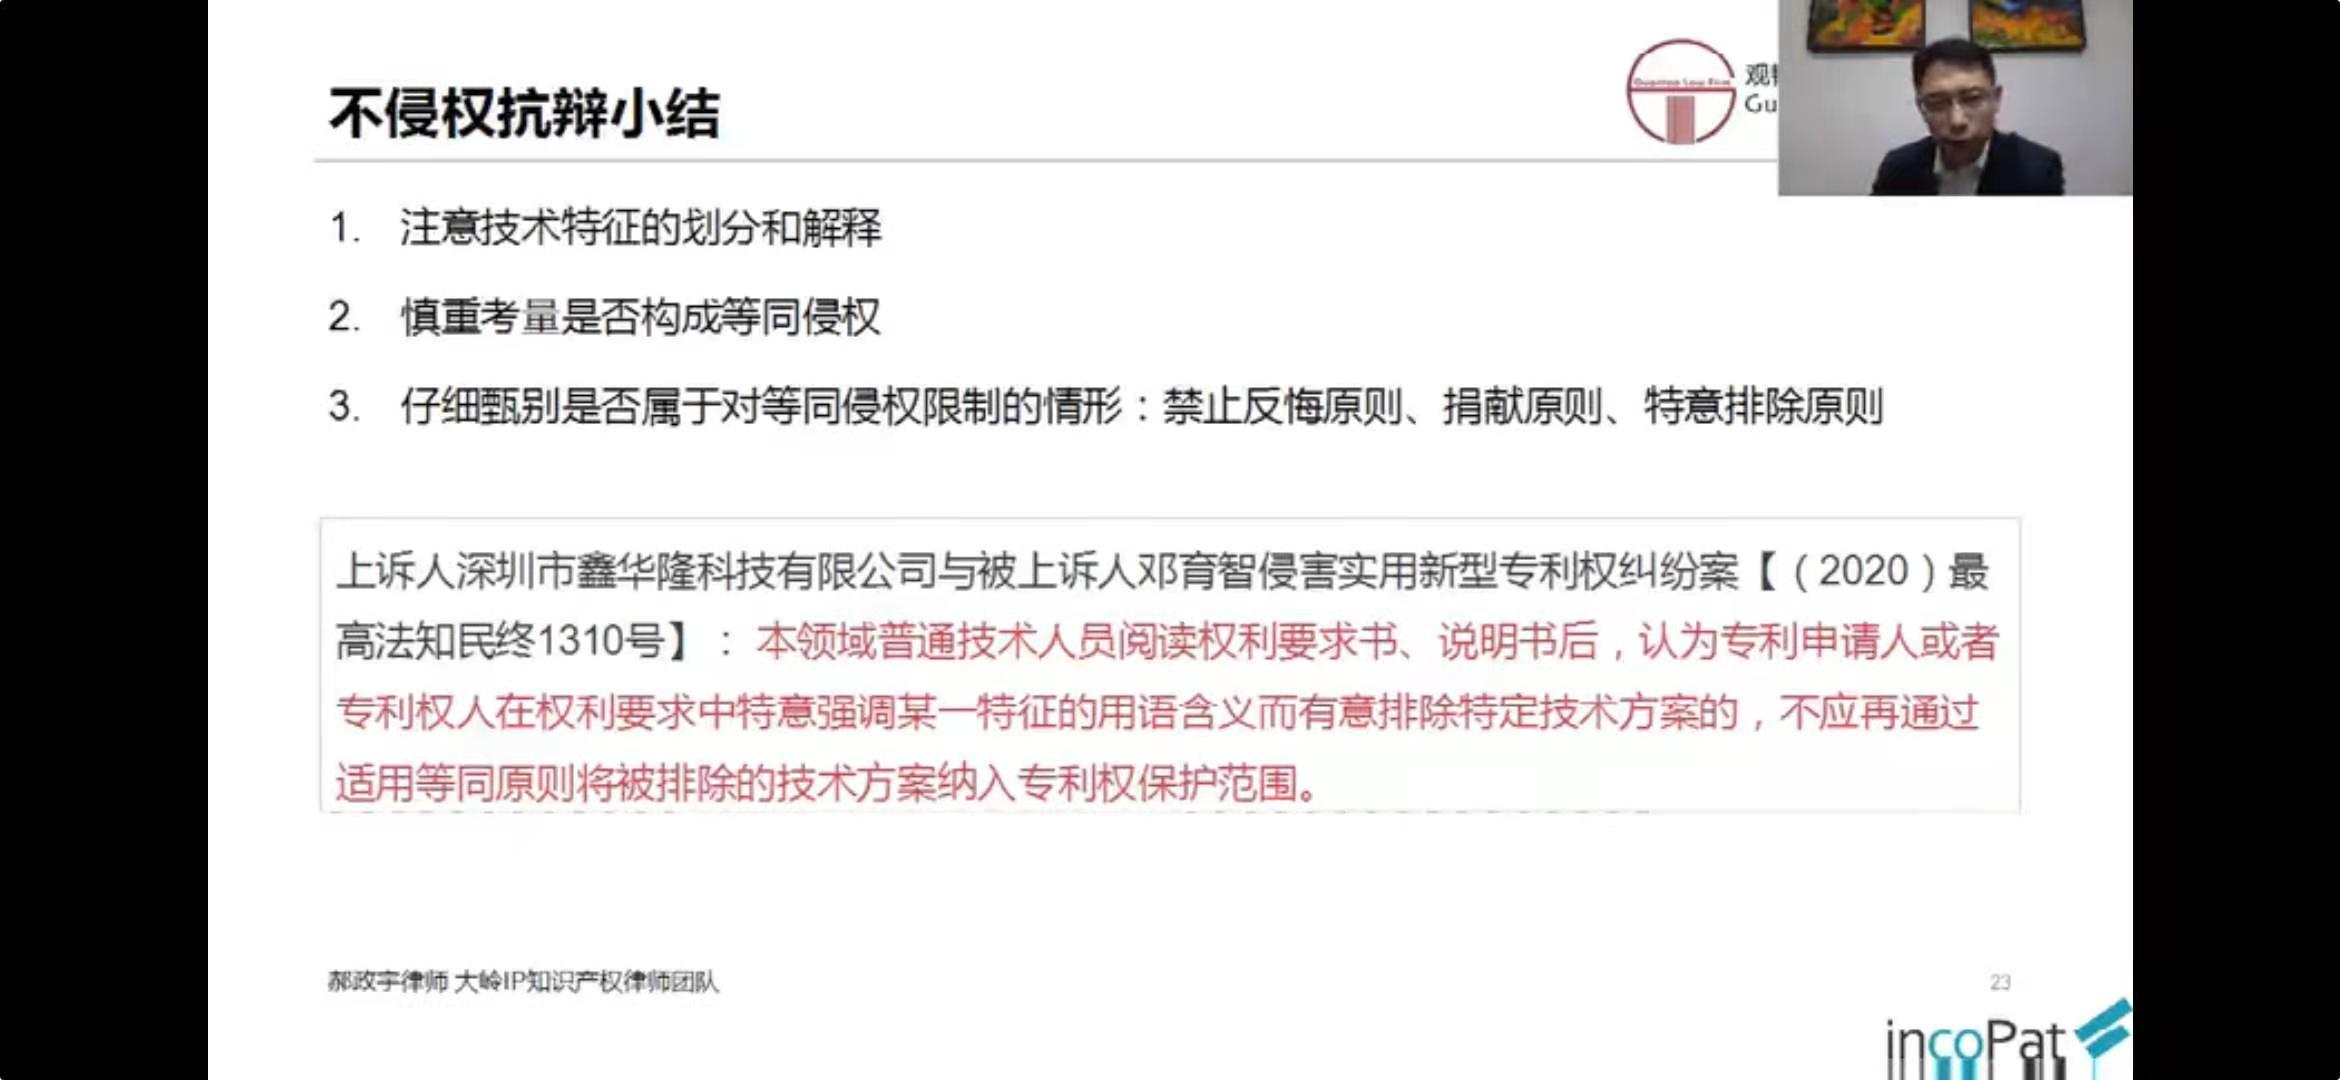 不侵权抗辩小结
Guantao Law Firm
观
Gu
1. 注意技术特征的划分和解释
2. 慎重考量是否构成等同侵权
3. 仔细甄别是否属于对等同侵权限制的情形：禁止反悔原则、捐献原则、特意排除原则
上诉人深圳市鑫华隆科技有限公司与被上诉人邓育智侵害实用新型专利权纠纷案【（2020）最
高法知民终1310号】：本领域普通技术人员阅读权利要求书、说明书后，认为专利申请人或者
专利权人在权利要求中特意强调某一特征的用语含义而有意排除特定技术方案的，不应再通过
适用等同原则将被排除的技术方案纳入专利权保护范围。
郝政宇律师 大岭IP知识产权律师团队
23
incoPat